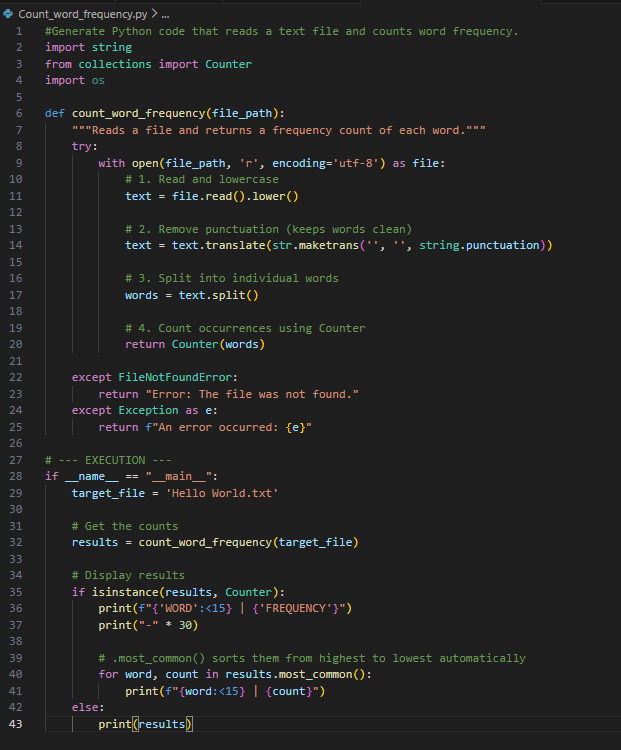 Count_word_frequency.py > ...
1 #Generate Python code that reads a text file and counts word frequency.
2 import string
3 from collections import Counter
4 import os
5
6 def count_word_frequency(file_path):
7     """Reads a file and returns a frequency count of each word."""
8     try:
9         with open(file_path, 'r', encoding='utf-8') as file:
10             # 1. Read and lowercase
11             text = file.read().lower()
12
13             # 2. Remove punctuation (keeps words clean)
14             text = text.translate(str.maketrans('', '', string.punctuation))
15
16             # 3. Split into individual words
17             words = text.split()
18
19             # 4. Count occurrences using Counter
20             return Counter(words)
21
22     except FileNotFoundError:
23         return "Error: The file was not found."
24     except Exception as e:
25         return f"An error occurred: {e}"
26
27 # --- EXECUTION ---
28 if __name__ == "__main__":
29     target_file = 'Hello World.txt'
30
31     # Get the counts
32     results = count_word_frequency(target_file)
33
34     # Display results
35     if isinstance(results, Counter):
36         print(f"{'WORD':<15} | {'FREQUENCY'}")
37         print("-" * 30)
38
39         # .most_common() sorts them from highest to lowest automatically
40         for word, count in results.most_common():
41             print(f"{word:<15} | {count}")
42     else:
43         print(results)